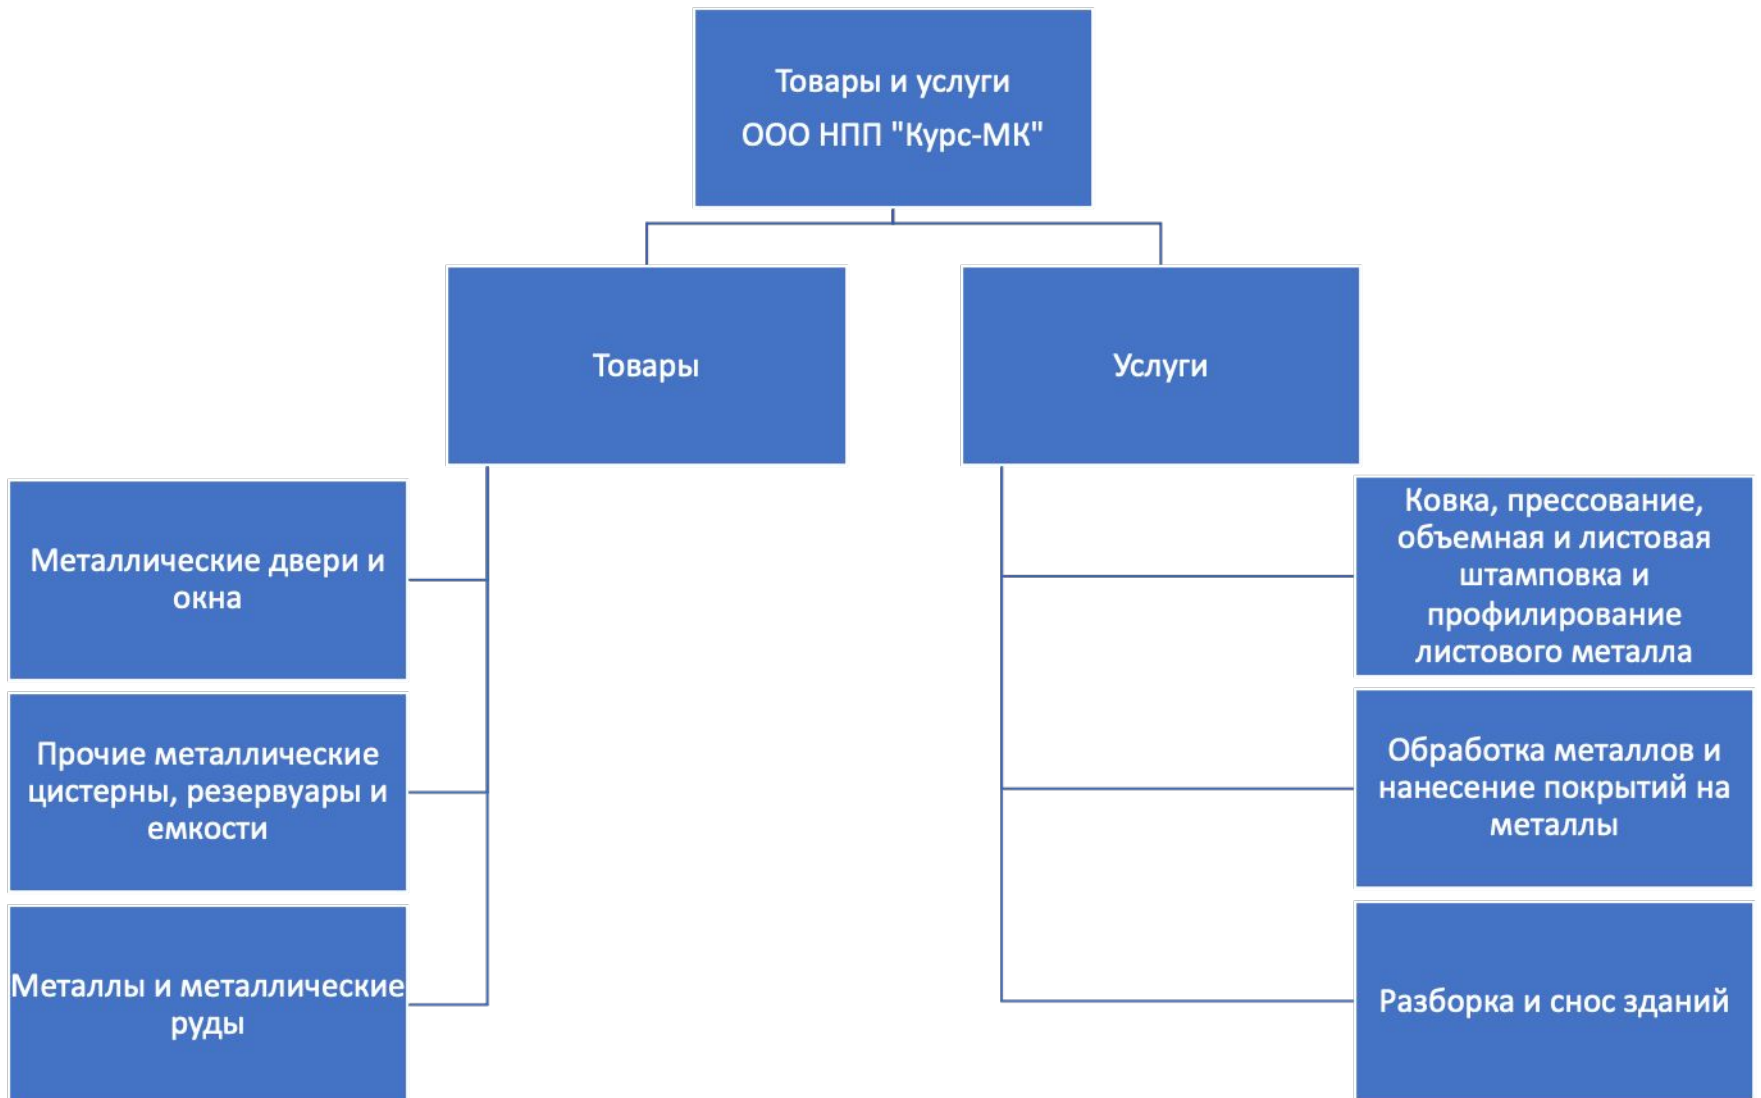 Товары и услуги
ООО НПП "Курс-МК"
Товары
Услуги
Металлические двери и
окна
Прочие металлические
цистерны, резервуары и
емкости
Металлы и металлические
руды
Ковка, прессование,
объемная и листовая
штамповка и
профилирование
листового металла
Обработка металлов и
нанесение покрытий на
металлы
Разборка и снос зданий